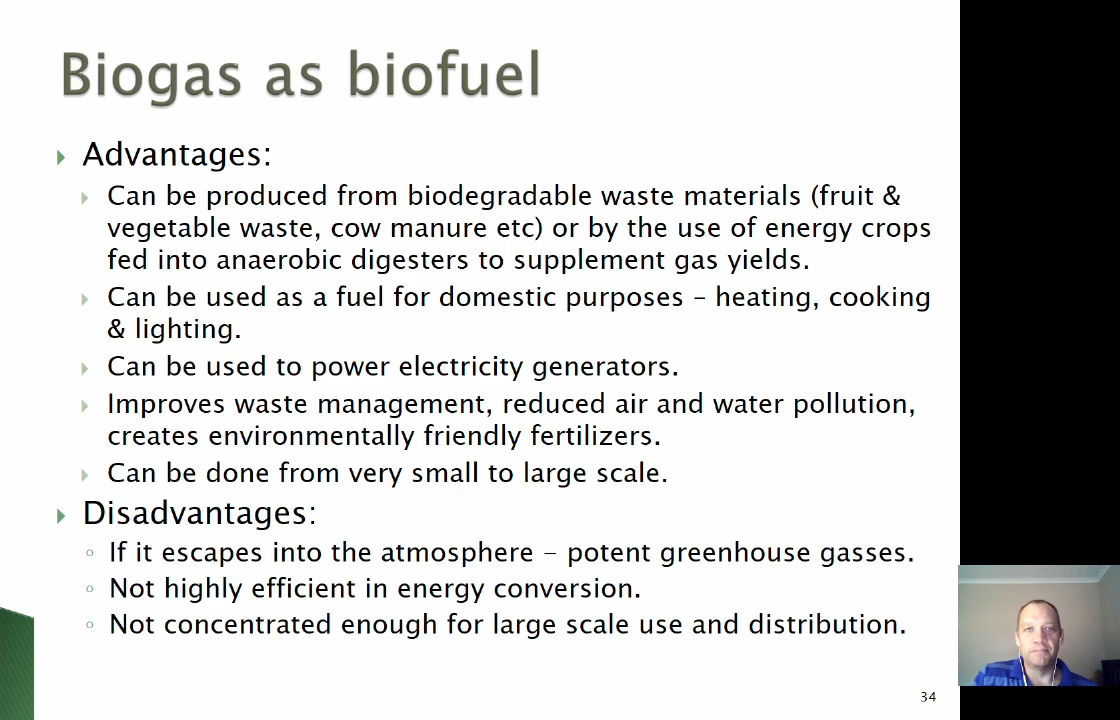 Biogas as biofuel
Advantages:
Can be produced from biodegradable waste materials (fruit &
vegetable waste, cow manure etc) or by the use of energy crops
fed into anaerobic digesters to supplement gas yields.
Can be used as a fuel for domestic purposes – heating, cooking
& lighting.
Can be used to power electricity generators.
Improves waste management, reduced air and water pollution,
creates environmentally friendly fertilizers.
Can be done from very small to large scale.
Disadvantages:
If it escapes into the atmosphere – potent greenhouse gasses.
Not highly efficient in energy conversion.
Not concentrated enough for large scale use and distribution.
34